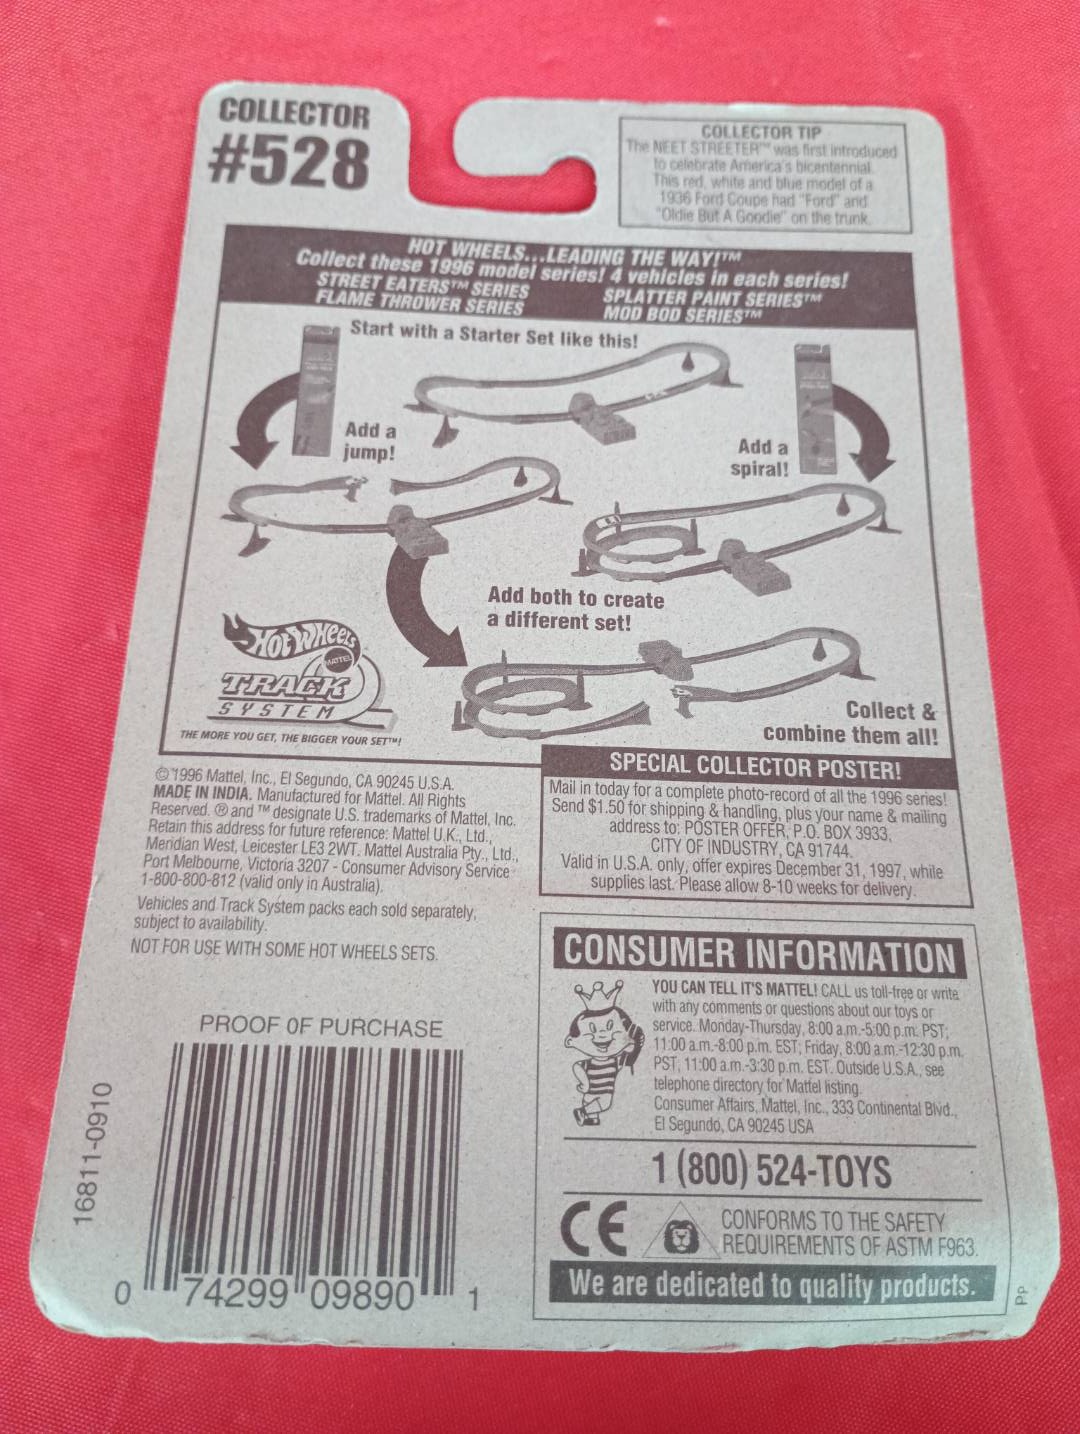 COLLECTOR
#528
COLLECTOR TIP
The NEET STREETER™ was first introduced
to celebrate America's bicentennial.
This red, white and blue model of a
1936 Ford Coupe had "Ford" and
"Oldie But A Goodie" on the trunk.
HOT WHEELS...LEADING THE WAY!™
Collect these 1996 model series! 4 vehicles in each series!
STREET EATERS™ SERIES
SPLATTER PAINT SERIES™
FLAME THROWER SERIES
MOD BOD SERIES™
Start with a Starter Set like this!
Add a
jump!
Add a
spiral!
Add both to create
a different set!
Hot Wheels
MATTEL
TRACK
SYSTEM
THE MORE YOU GET, THE BIGGER YOUR SET™!
Collect &
combine them all!
©1996 Mattel, Inc., El Segundo, CA 90245 U.S.A.
MADE IN INDIA. Manufactured for Mattel. All Rights
Reserved. ® and ™ designate U.S. trademarks of Mattel, Inc.
Retain this address for future reference: Mattel U.K., Ltd.,
Meridian West, Leicester LE3 2WT. Mattel Australia Pty., Ltd.,
Port Melbourne, Victoria 3207 - Consumer Advisory Service
1-800-800-812 (valid only in Australia).
Vehicles and Track System packs each sold separately,
subject to availability.
NOT FOR USE WITH SOME HOT WHEELS SETS.
SPECIAL COLLECTOR POSTER!
Mail in today for a complete photo-record of all the 1996 series!
Send $1.50 for shipping & handling, plus your name & mailing
address to: POSTER OFFER, P.O. BOX 3933,
CITY OF INDUSTRY, CA 91744.
Valid in U.S.A. only, offer expires December 31, 1997, while
supplies last. Please allow 8-10 weeks for delivery.
CONSUMER INFORMATION
YOU CAN TELL IT'S MATTEL! CALL us toll-free or write
with any comments or questions about our toys or
service. Monday-Thursday, 8:00 a.m.-5:00 p.m. PST;
11:00 a.m.-8:00 p.m. EST; Friday, 8:00 a.m.-12:30 p.m.
PST, 11:00 a.m.-3:30 p.m. EST. Outside U.S.A., see
telephone directory for Mattel listing.
Consumer Affairs, Mattel, Inc., 333 Continental Blvd.,
El Segundo, CA 90245 USA
1 (800) 524-TOYS
CE
CONFORMS TO THE SAFETY
REQUIREMENTS OF ASTM F963.
We are dedicated to quality products.
PP
PROOF OF PURCHASE
16811-0910
0 74299 09890 1